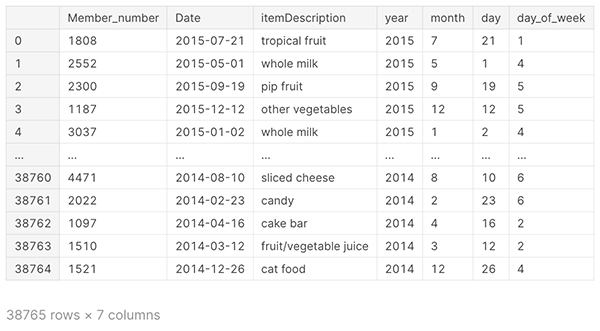 Member_number Date itemDescription year month day day_of_week
0 1808 2015-07-21 tropical fruit 2015 7 21 1
1 2552 2015-05-01 whole milk 2015 5 1 4
2 2300 2015-09-19 pip fruit 2015 9 19 5
3 1187 2015-12-12 other vegetables 2015 12 12 5
4 3037 2015-01-02 whole milk 2015 1 2 4
... ... ... ... ... ... ... ...
38760 4471 2014-08-10 sliced cheese 2014 8 10 6
38761 2022 2014-02-23 candy 2014 2 23 6
38762 1097 2014-04-16 cake bar 2014 4 16 2
38763 1510 2014-03-12 fruit/vegetable juice 2014 3 12 2
38764 1521 2014-12-26 cat food 2014 12 26 4
38765 rows × 7 columns